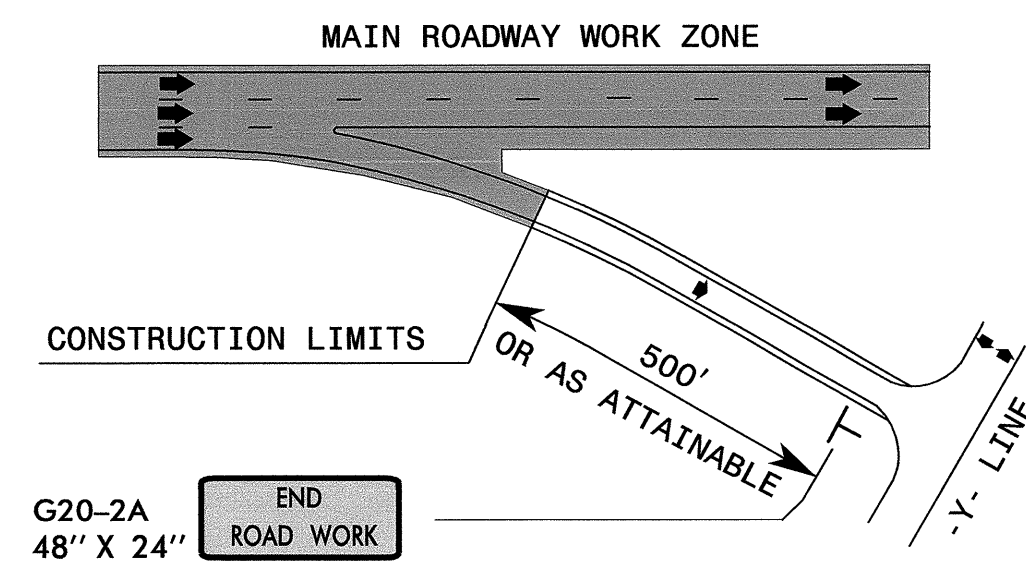 MAIN ROADWAY WORK ZONE
CONSTRUCTION LIMITS
500'
OR AS ATTAINABLE
-Y- LINE
G20-2A
48" X 24"
END
ROAD WORK